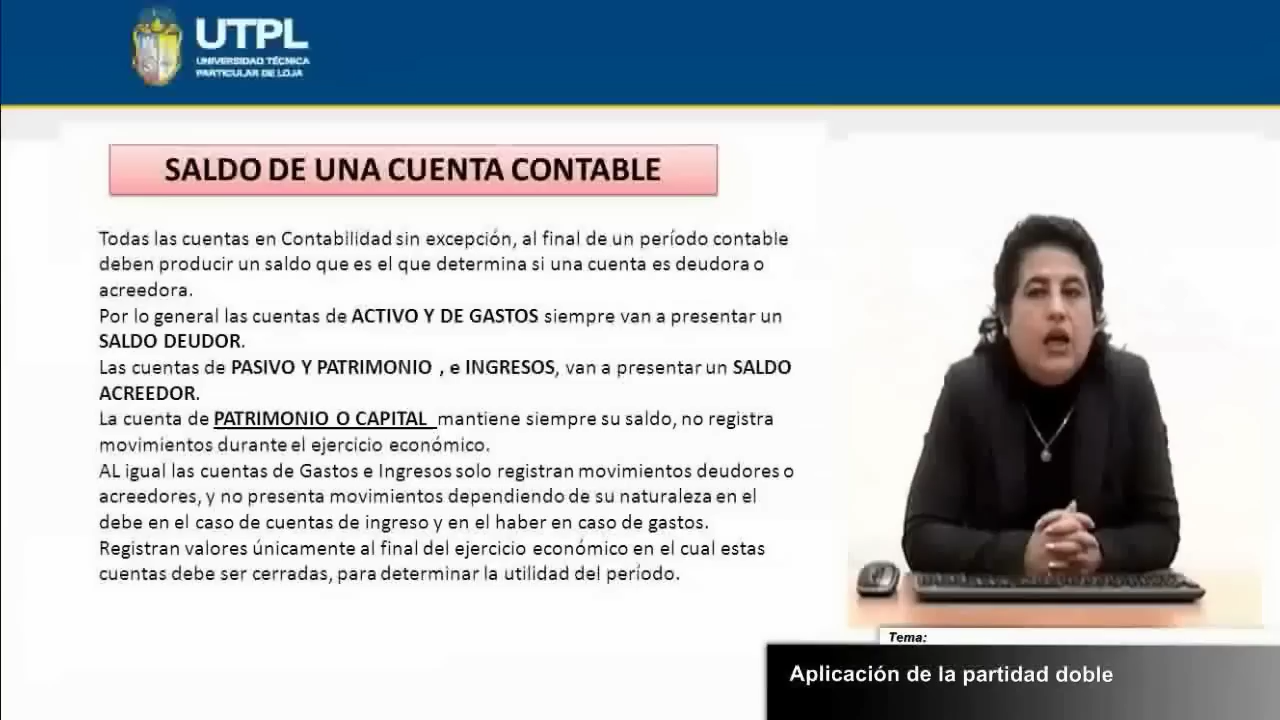 UTPL
UNIVERSIDAD TÉCNICA
PARTICULAR DE LOJA
SALDO DE UNA CUENTA CONTABLE
Todas las cuentas en Contabilidad sin excepción, al final de un período contable
deben producir un saldo que es el que determina si una cuenta es deudora o
acreedora.
Por lo general las cuentas de ACTIVO Y DE GASTOS siempre van a presentar un
SALDO DEUDOR.
Las cuentas de PASIVO Y PATRIMONIO , e INGRESOS, van a presentar un SALDO
ACREEDOR.
La cuenta de PATRIMONIO O CAPITAL mantiene siempre su saldo, no registra
movimientos durante el ejercicio económico.
AL igual las cuentas de Gastos e Ingresos solo registran movimientos deudores o
acreedores, y no presenta movimientos dependiendo de su naturaleza en el
debe en el caso de cuentas de ingreso y en el haber en caso de gastos.
Registran valores únicamente al final del ejercicio económico en el cual estas
cuentas debe ser cerradas, para determinar la utilidad del período.
Tema:
Aplicación de la partidad doble